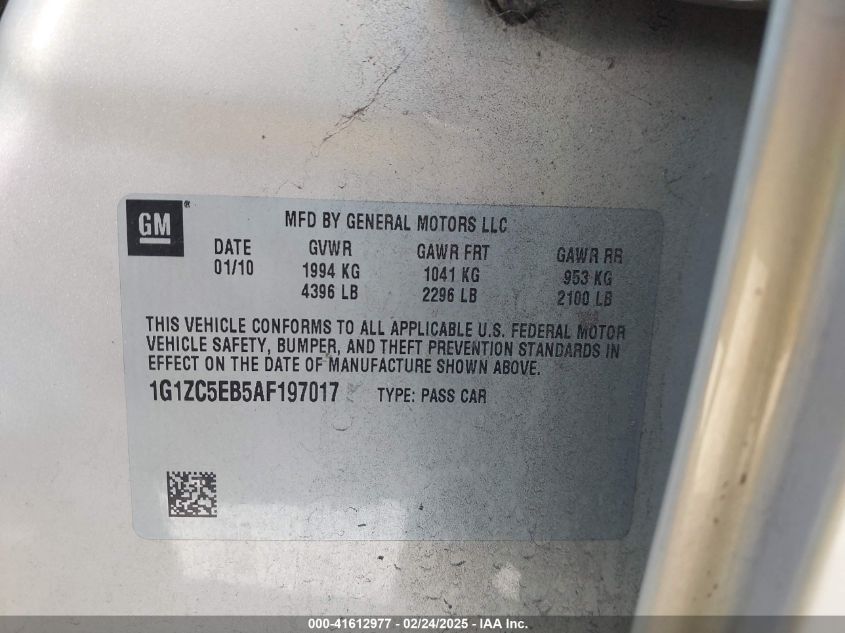 GM®
MFD BY GENERAL MOTORS LLC
DATE GVWR GAWR FRT GAWR RR
01/10 1994 KG 1041 KG 953 KG
4396 LB 2296 LB 2100 LB
THIS VEHICLE CONFORMS TO ALL APPLICABLE U.S. FEDERAL MOTOR
VEHICLE SAFETY, BUMPER, AND THEFT PREVENTION STANDARDS IN
EFFECT ON THE DATE OF MANUFACTURE SHOWN ABOVE.
1G1ZC5EB5AF197017 TYPE: PASS CAR
000-41612977 - 02/24/2025 - IAA, Inc.